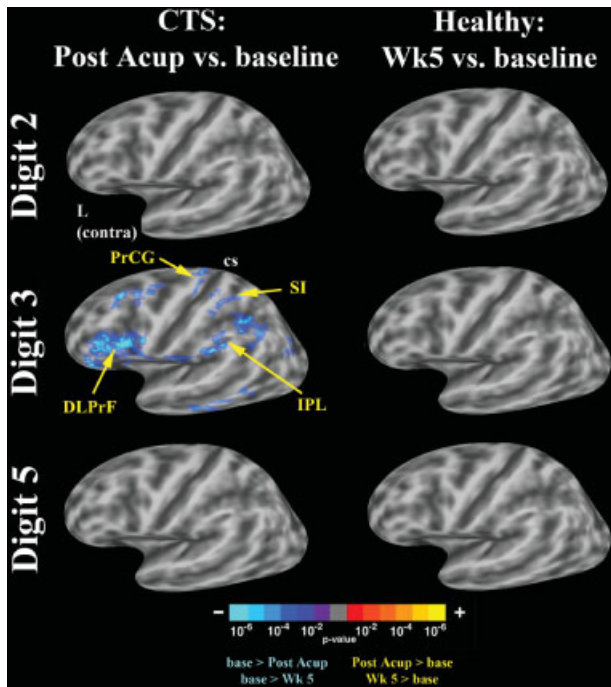 CTS:
Post Acup vs. baseline
Healthy:
Wk5 vs. baseline
Digit 2
L
(contra)
Digit 3
PrCG
cs
SI
DLPrF
IPL
Digit 5
− +
10⁻⁶ 10⁻⁴ 10⁻² 10⁻² 10⁻⁴ 10⁻⁶
p-value
base > Post Acup Post Acup > base
base > Wk 5 Wk 5 > base